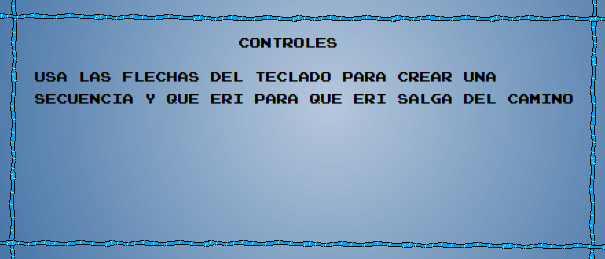 CONTROLES
USA LAS FLECHAS DEL TECLADO PARA CREAR UNA
SECUENCIA Y QUE ERI PARA QUE ERI SALGA DEL CAMINO